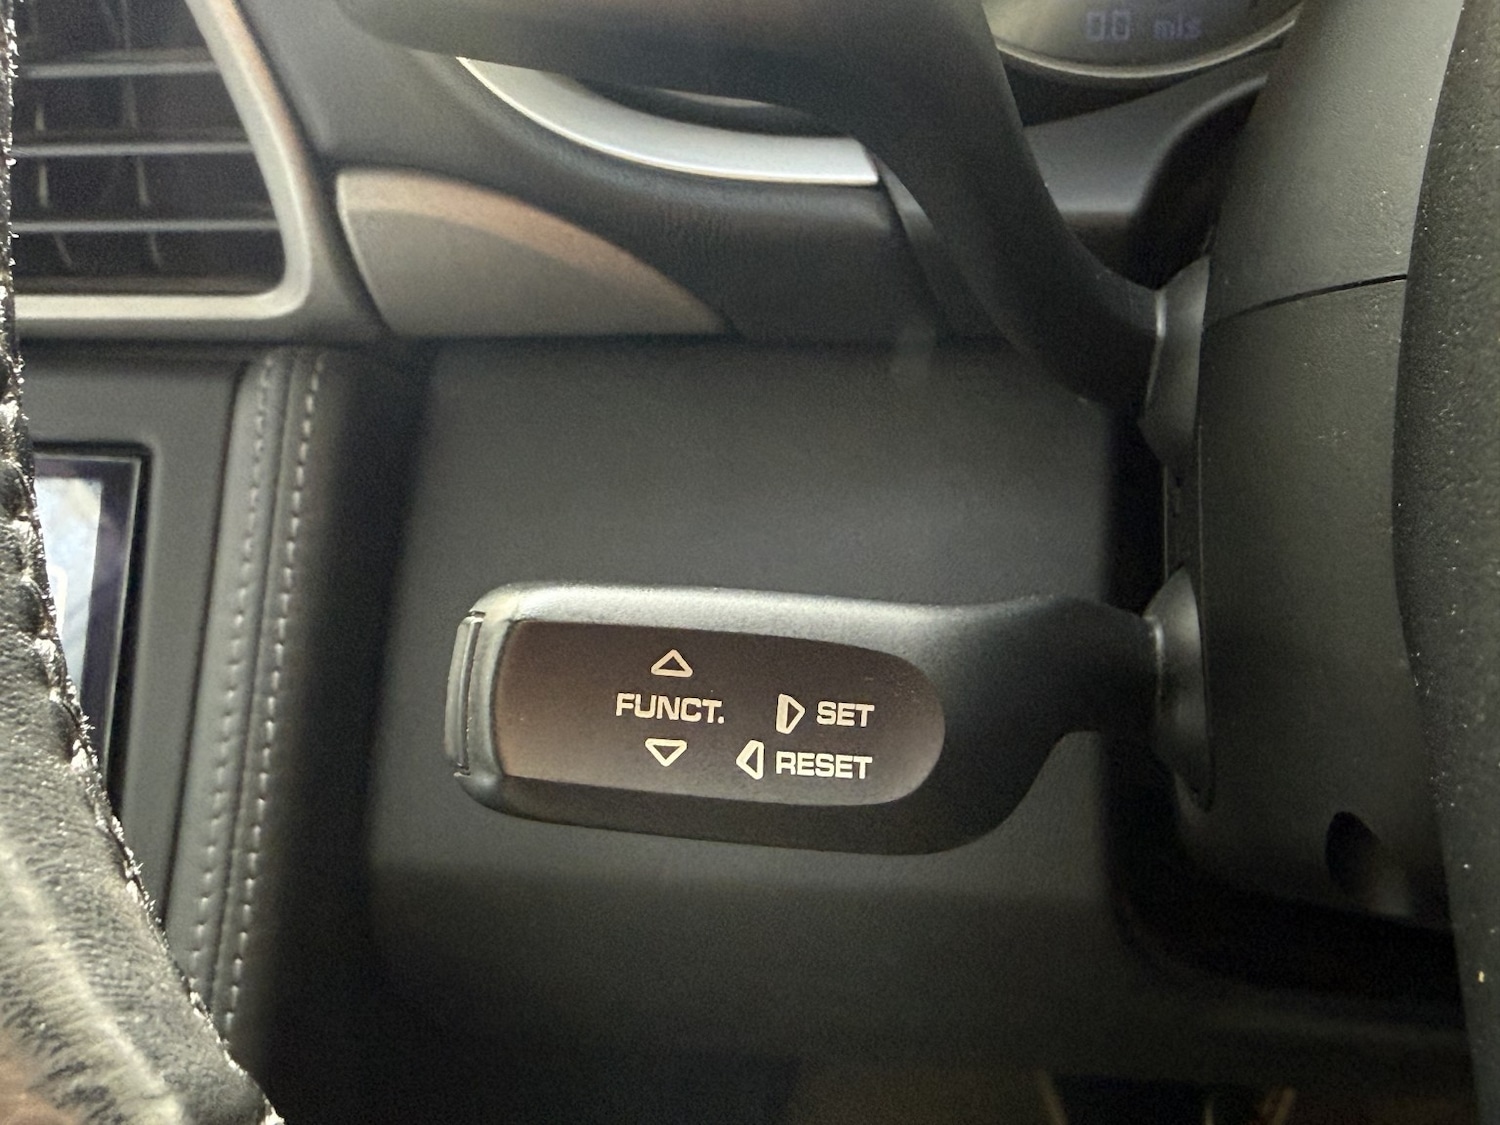 0.0 mls
FUNCT.
SET
RESET